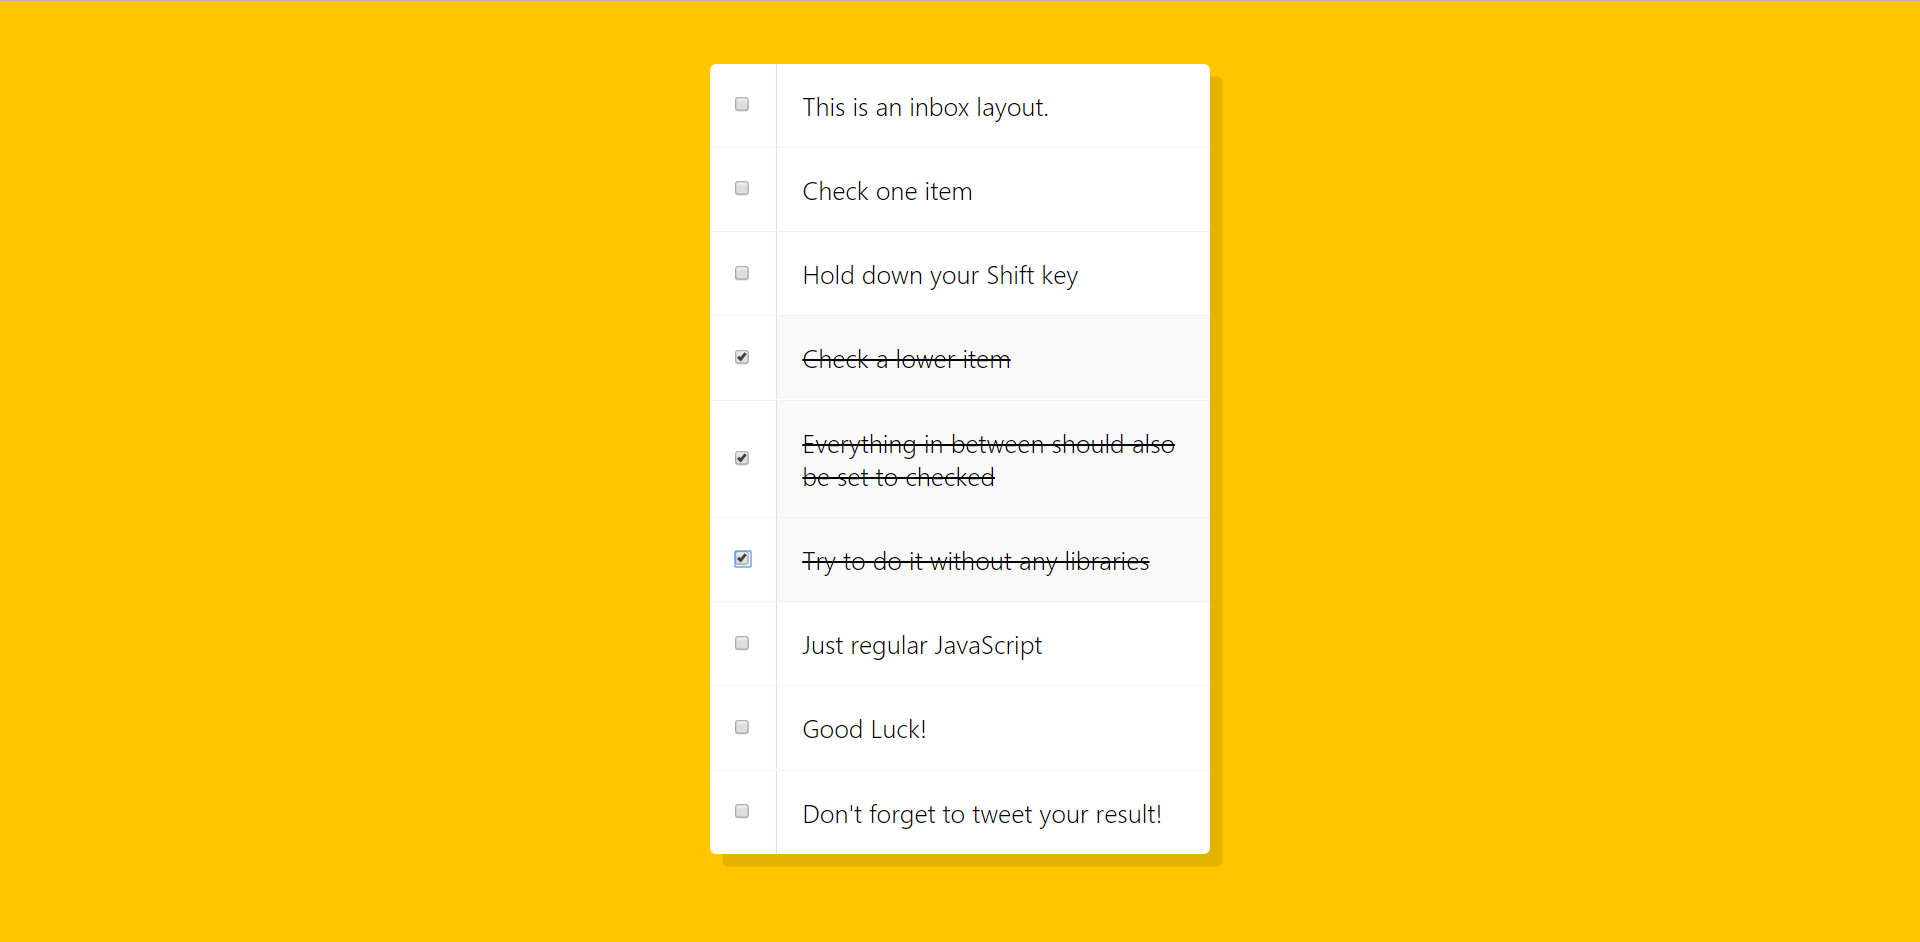 This is an inbox layout.
Check one item
Hold down your Shift key
Check a lower item
Everything in between should also
be set to checked
Try to do it without any libraries
Just regular JavaScript
Good Luck!
Don't forget to tweet your result!